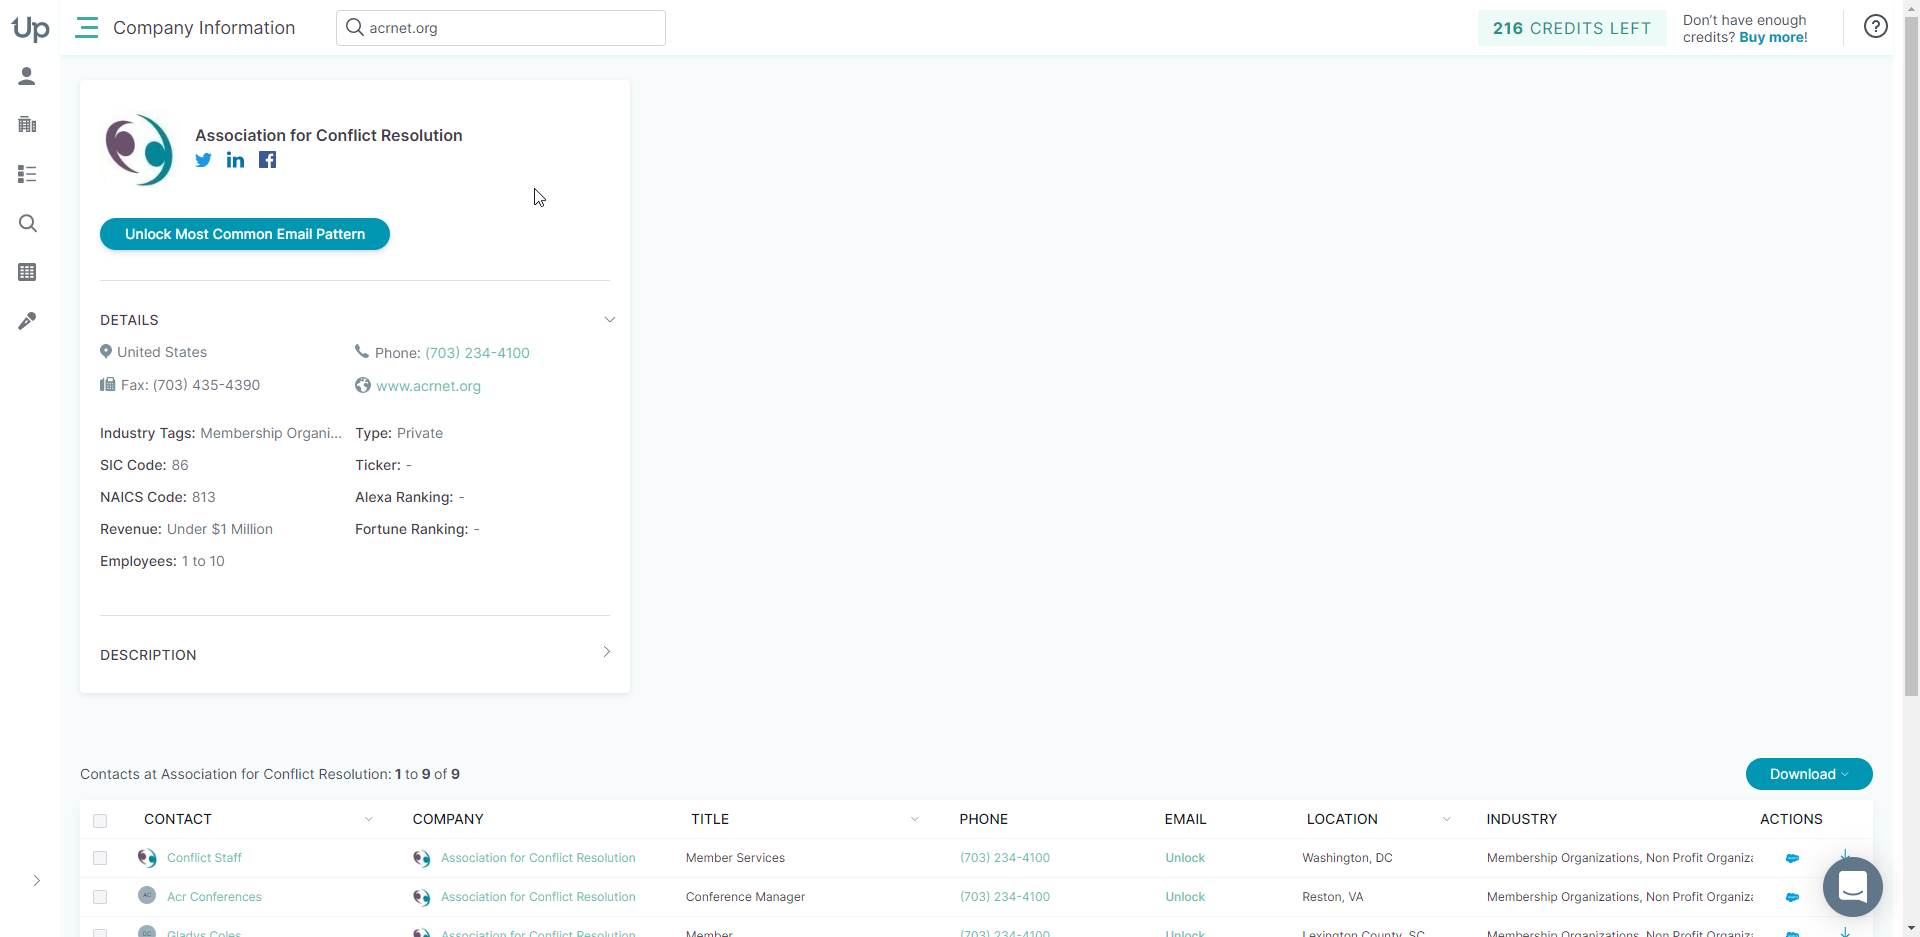 Up
Company Information
acrnet.org
216 CREDITS LEFT
Don't have enough
credits? Buy more!
Association for Conflict Resolution
Unlock Most Common Email Pattern
DETAILS
United States
Phone: (703) 234-4100
Fax: (703) 435-4390
www.acrnet.org
Industry Tags: Membership Organi...
Type: Private
SIC Code: 86
Ticker: -
NAICS Code: 813
Alexa Ranking: -
Revenue: Under $1 Million
Fortune Ranking: -
Employees: 1 to 10
DESCRIPTION
Contacts at Association for Conflict Resolution: 1 to 9 of 9
Download
CONTACT COMPANY TITLE PHONE EMAIL LOCATION INDUSTRY ACTIONS
Conflict Staff Association for Conflict Resolution Member Services (703) 234-4100 Unlock Washington, DC Membership Organizations, Non Profit Organiz
AC Acr Conferences Association for Conflict Resolution Conference Manager (703) 234-4100 Unlock Reston, VA Membership Organizations, Non Profit Organiz
GC Gladys Coles Association for Conflict Resolution Member (703) 234-4100 Unlock Lexington County, SC Membership Organizations, Non Profit Organiz